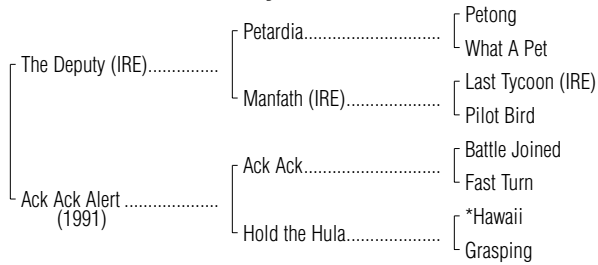 Petong
Petardia......................................
What A Pet
The Deputy (IRE)...............
Last Tycoon (IRE)
Manfath (IRE)....................
Pilot Bird
Battle Joined
Ack Ack.............................
Fast Turn
Ack Ack Alert ....................
(1991)
*Hawaii
Hold the Hula....................
Grasping